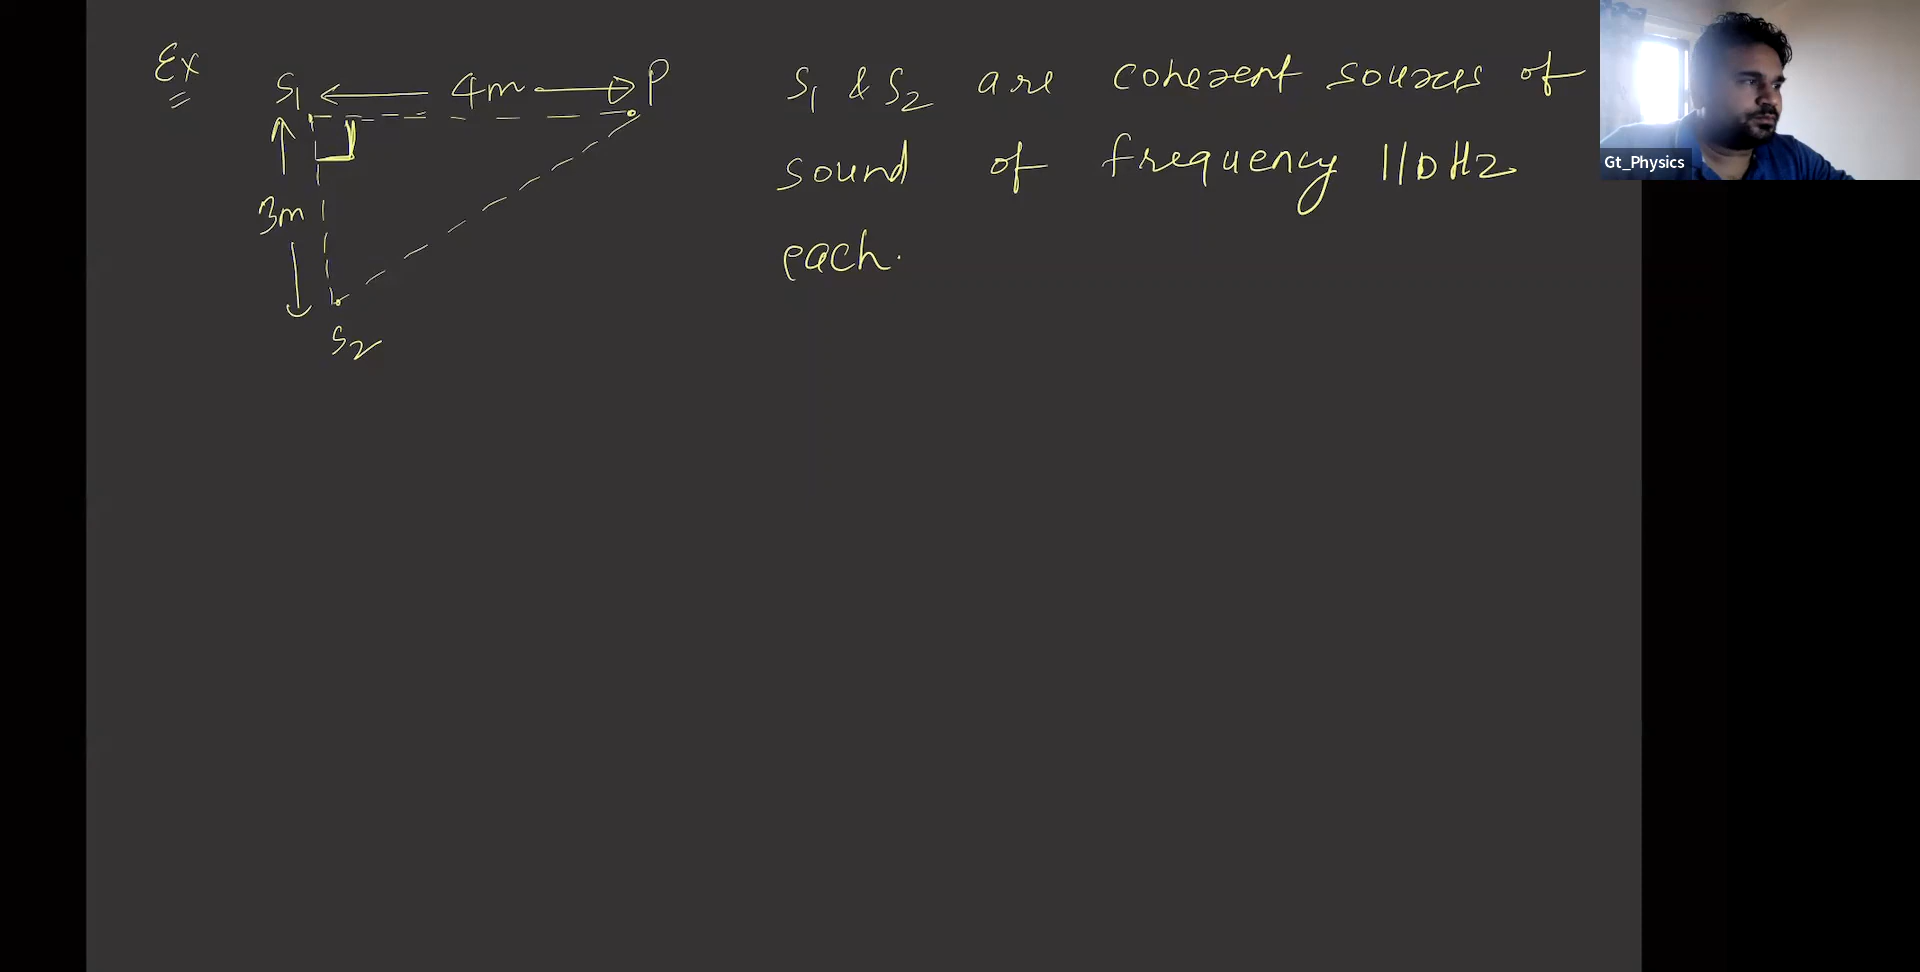 Ex
S1 4m P
3m
S2
S1 & S2 are coherent sources of
sound of frequency 110Hz
each.
Gt_Physics